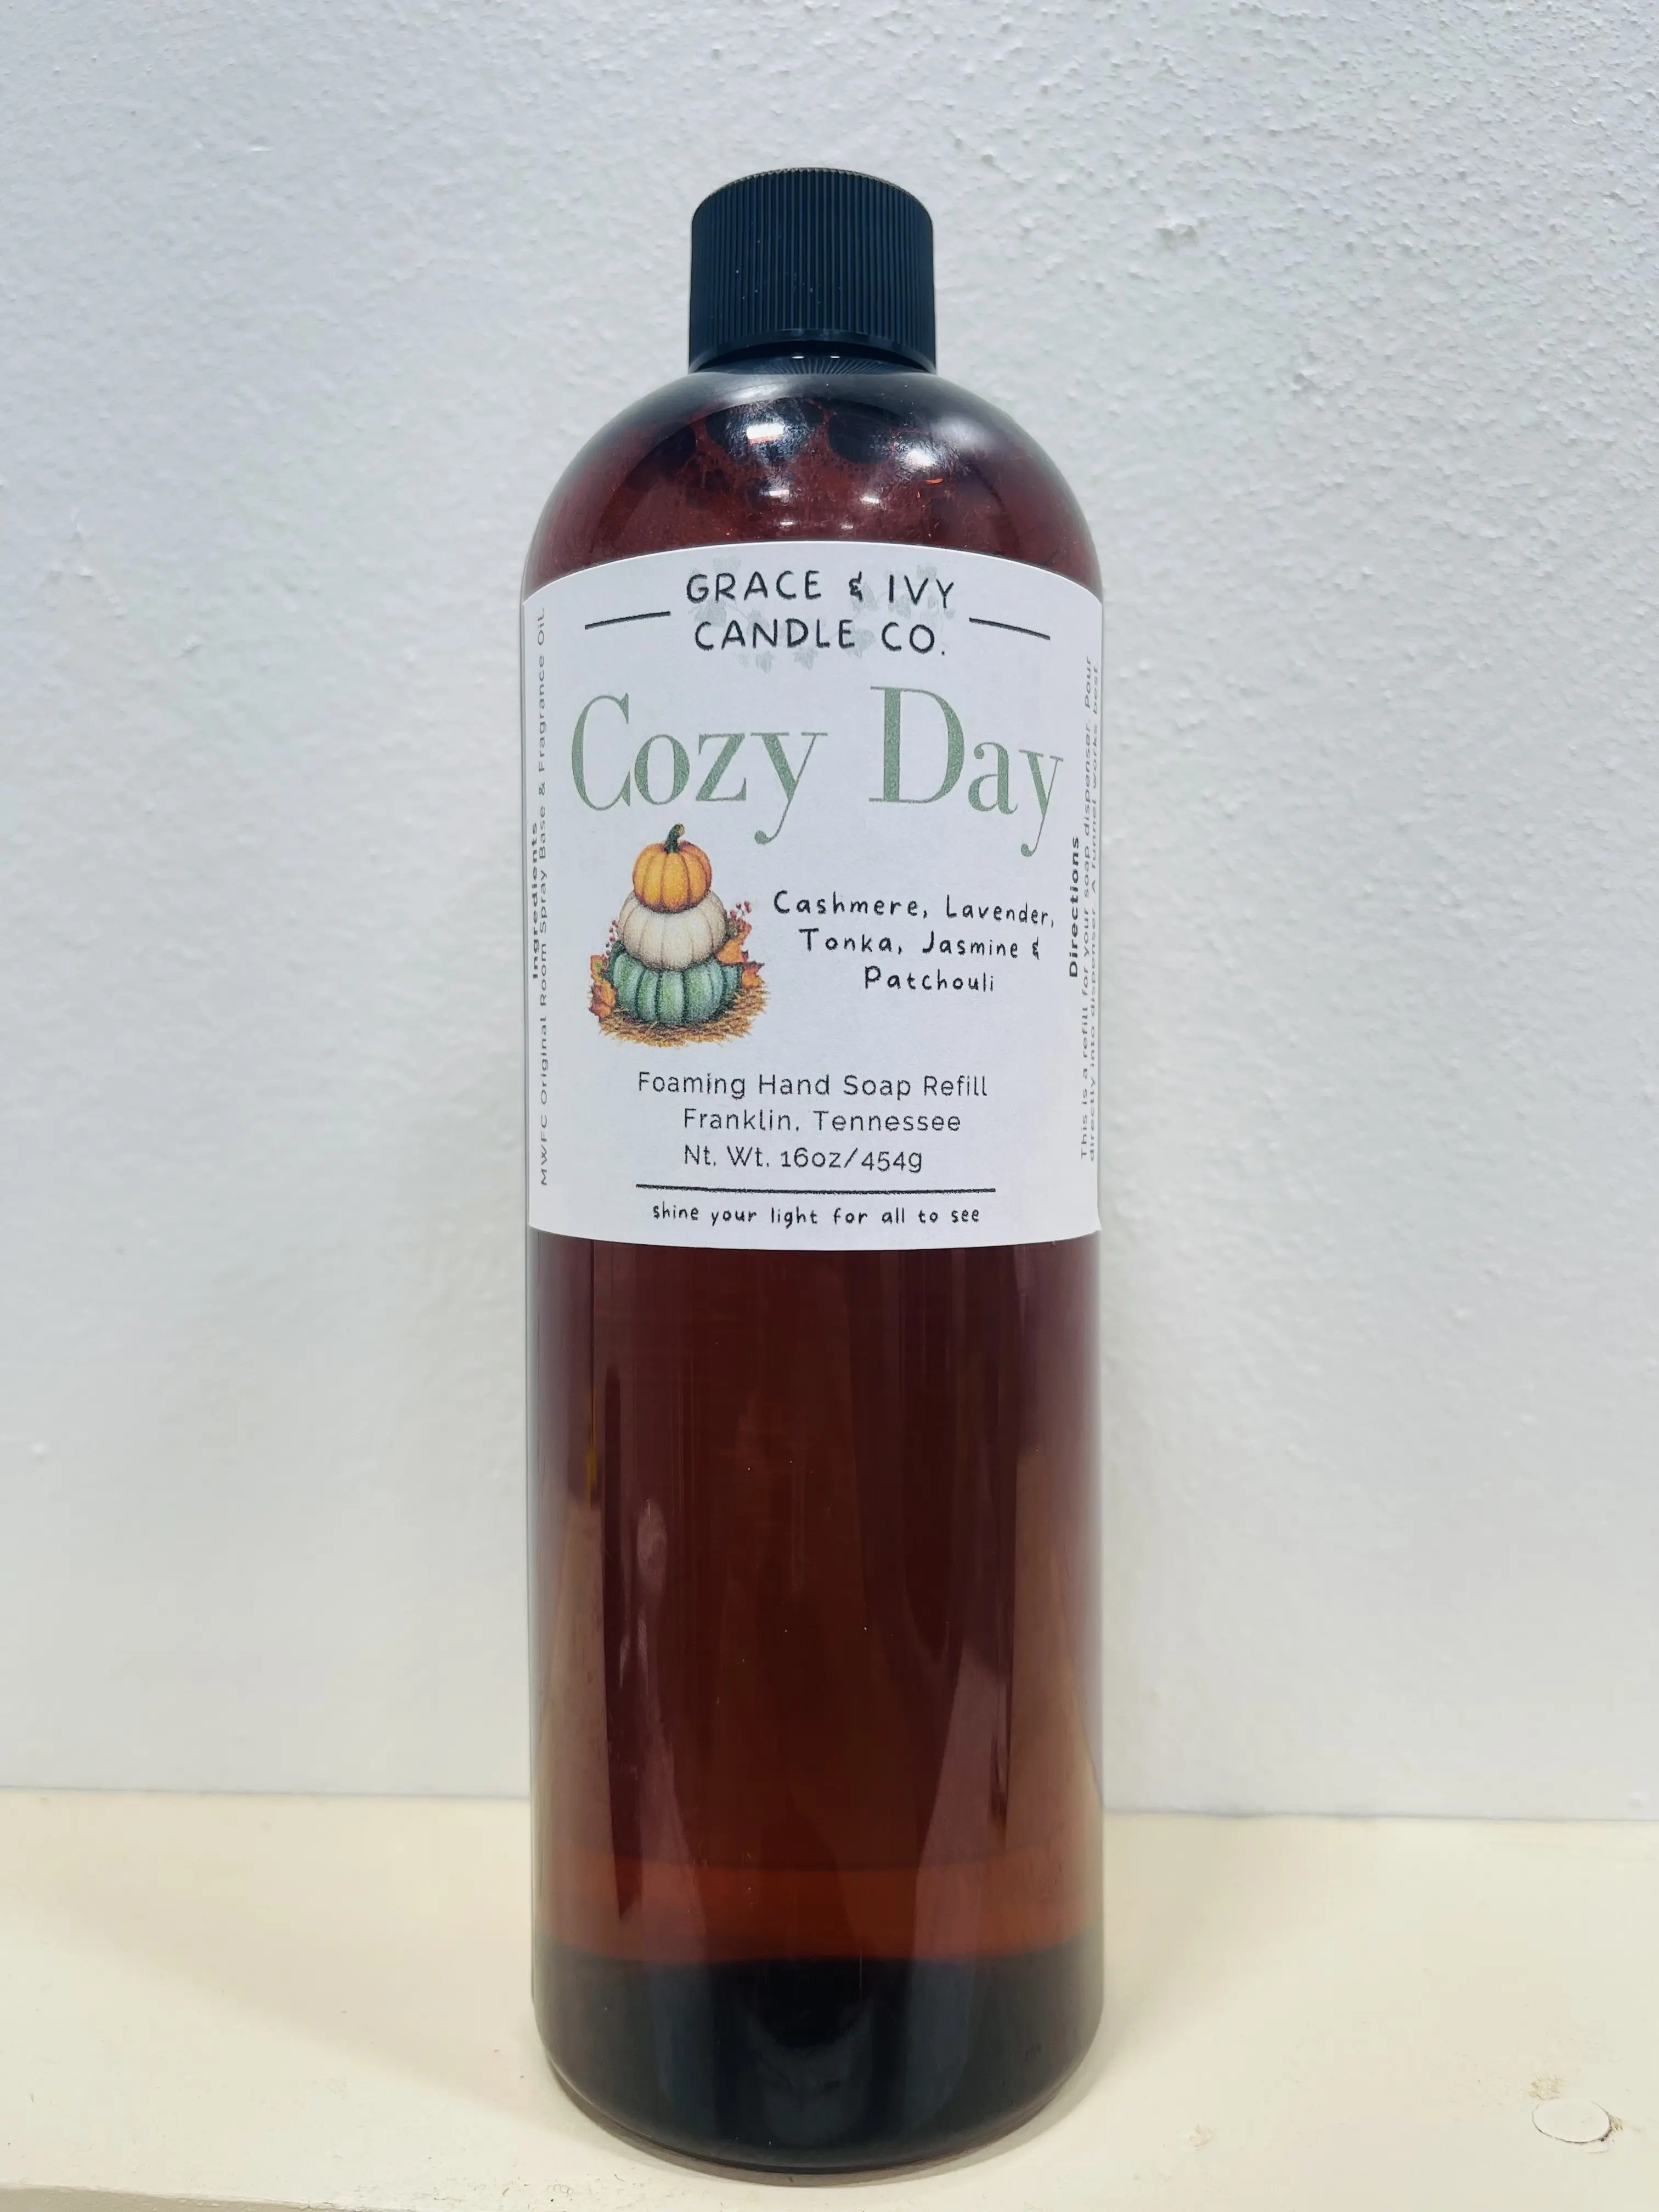 GRACE & IVY
CANDLE CO.
Cozy Day
Cashmere, Lavender,
Tonka, Jasmine &
Patchouli
Foaming Hand Soap Refill
Franklin, Tennessee
Nt. Wt. 16oz/454g
shine your light for all to see
Ingredients
MWFC Original Room Spray Base & Fragrance Oil
Directions
This is a refill for your soap dispenser. Pour
directly into dispenser. A funnel works best